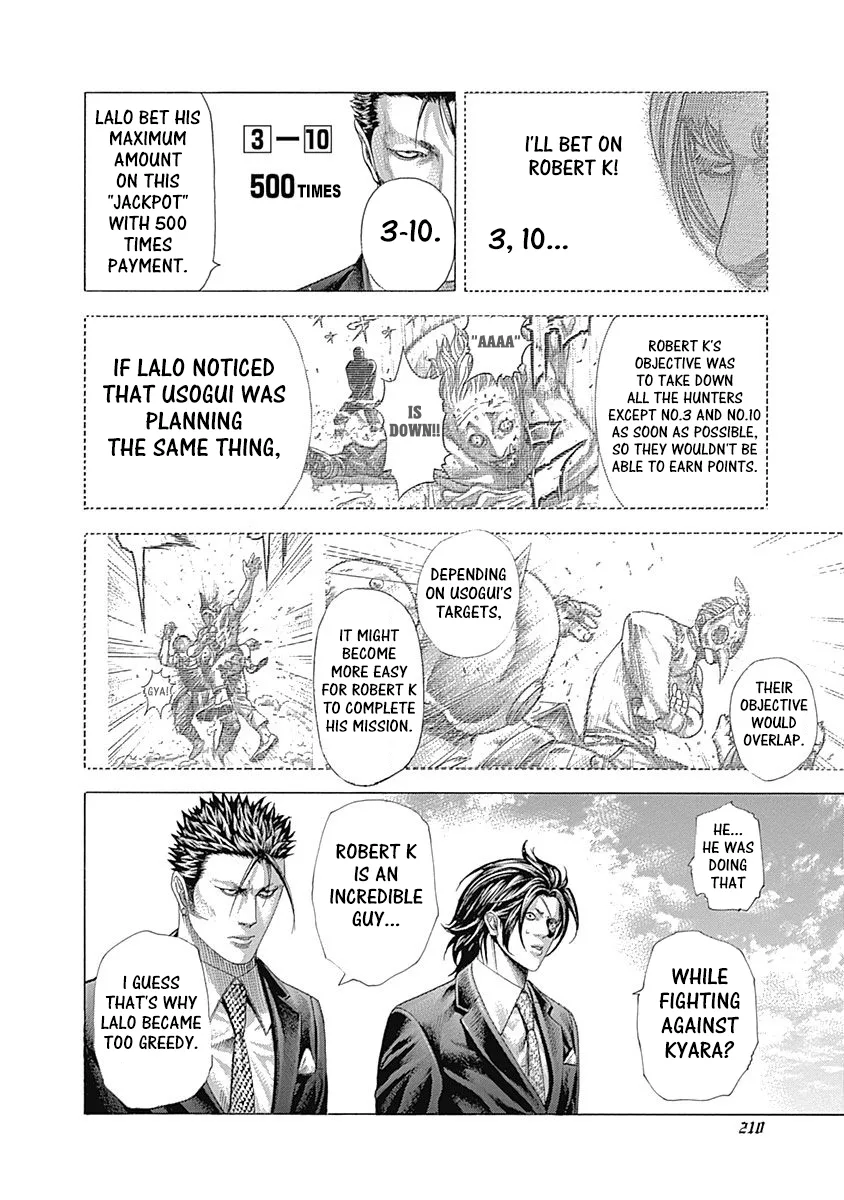 I'LL BET ON
ROBERT K!
3, 10...
3-10
500 TIMES
3-10.
LALO BET HIS
MAXIMUM
AMOUNT
ON THIS
"JACKPOT"
WITH 500
TIMES
PAYMENT.
ROBERT K'S
OBJECTIVE WAS
TO TAKE DOWN
ALL THE HUNTERS
EXCEPT NO.3 AND NO.10
AS SOON AS POSSIBLE,
SO THEY WOULDN'T BE
ABLE TO EARN POINTS.
"AAAA"
IS
DOWN!!
IF LALO NOTICED
THAT USOGUI WAS
PLANNING
THE SAME THING,
THEIR
OBJECTIVE
WOULD
OVERLAP.
DEPENDING
ON USOGUI'S
TARGETS,
IT MIGHT
BECOME
MORE EASY
FOR ROBERT K
TO COMPLETE
HIS MISSION.
GYA!
HE...
HE WAS
DOING
THAT
WHILE
FIGHTING
AGAINST
KYARA?
ROBERT K
IS AN
INCREDIBLE
GUY...
I GUESS
THAT'S WHY
LALO BECAME
TOO GREEDY.
210